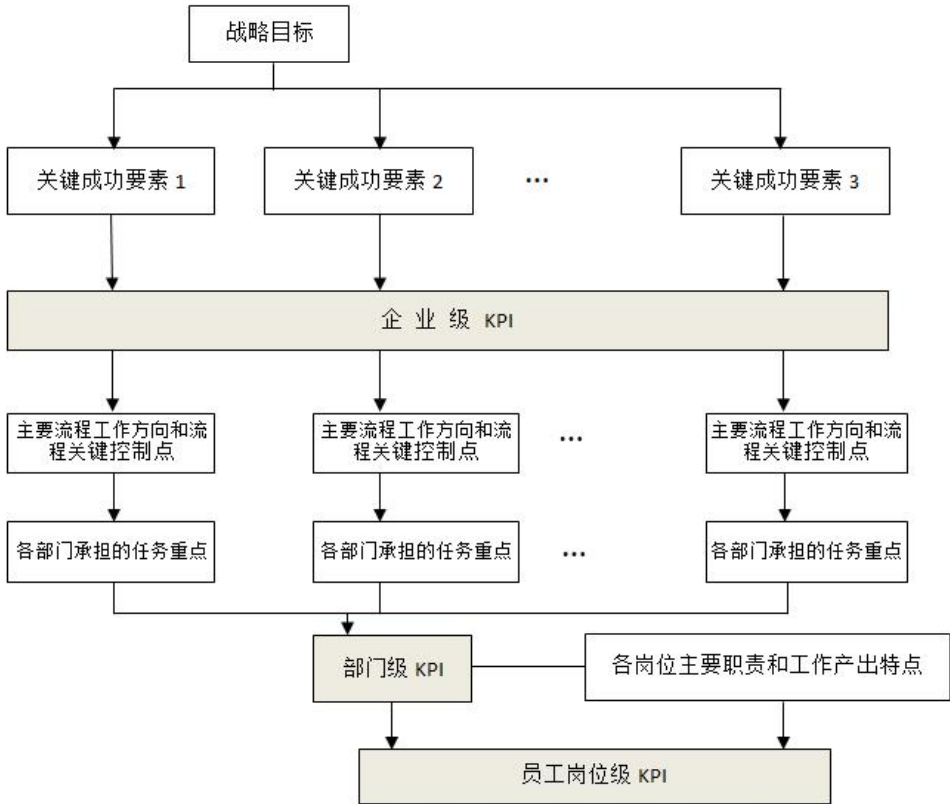 战略目标
关键成功要素 1
关键成功要素 2
...
关键成功要素 3
企 业 级 KPI
主要流程工作方向和流
程关键控制点
主要流程工作方向和流
程关键控制点
...
主要流程工作方向和流
程关键控制点
各部门承担的任务重点
各部门承担的任务重点
...
各部门承担的任务重点
部门级 KPI
各岗位主要职责和工作产出特点
员工岗位级 KPI